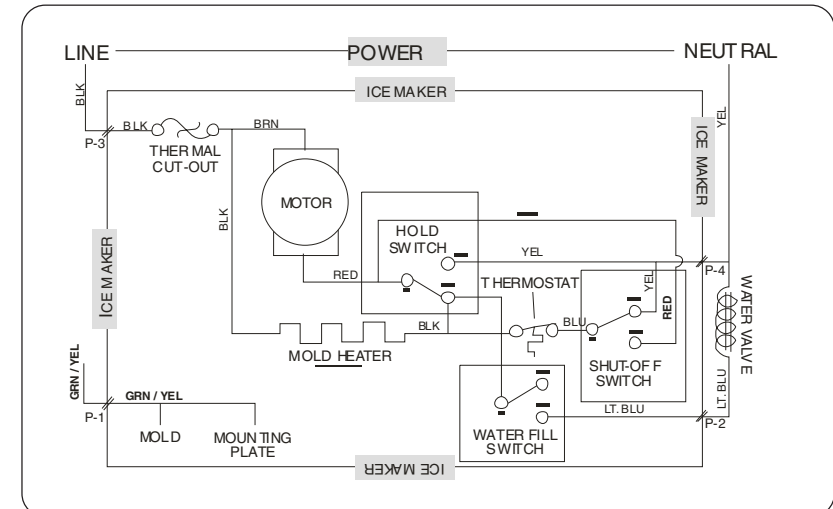 LINE POWER NEUTRAL
BLK
ICE MAKER
YEL
BLK BRN
P-3
THERMAL
CUT-OUT
ICE MAKER
MOTOR
BLK
HOLD
SWITCH
YEL
RED
P-4
THERMOSTAT
YEL
RED
ICE MAKER
BLK
BLU
WATER VALVE
MOLD HEATER
SHUT-OFF
SWITCH
GRN / YEL
GRN / YEL
LT. BLU
LT. BLU
P-1
P-2
MOLD
MOUNTING
PLATE
WATER FILL
SWITCH
ICE MAKER